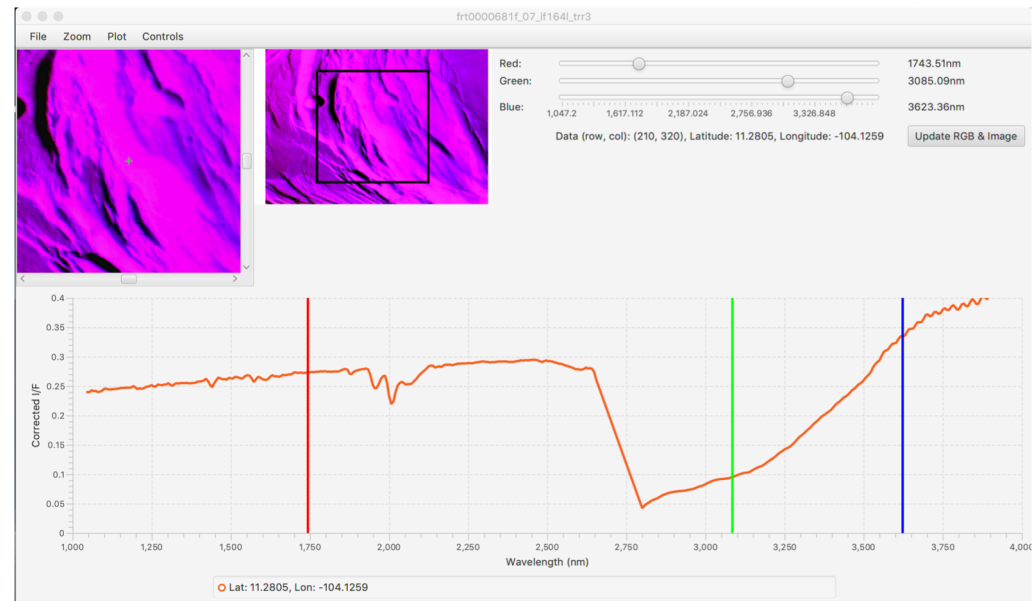 frt0000681f_07_if164l_trr3
File Zoom Plot Controls
Red: 1743.51nm
Green: 3085.09nm
Blue: 3623.36nm
1,047.2 1,617.112 2,187.024 2,756.936 3,326.848
Data (row, col): (210, 320), Latitude: 11.2805, Longitude: -104.1259
Update RGB & Image
0.4
0.35
0.3
0.25
0.2
0.15
0.1
0.05
0
Corrected I/F
1,000 1,250 1,500 1,750 2,000 2,250 2,500 2,750 3,000 3,250 3,500 3,750 4,000
Wavelength (nm)
Lat: 11.2805, Lon: -104.1259